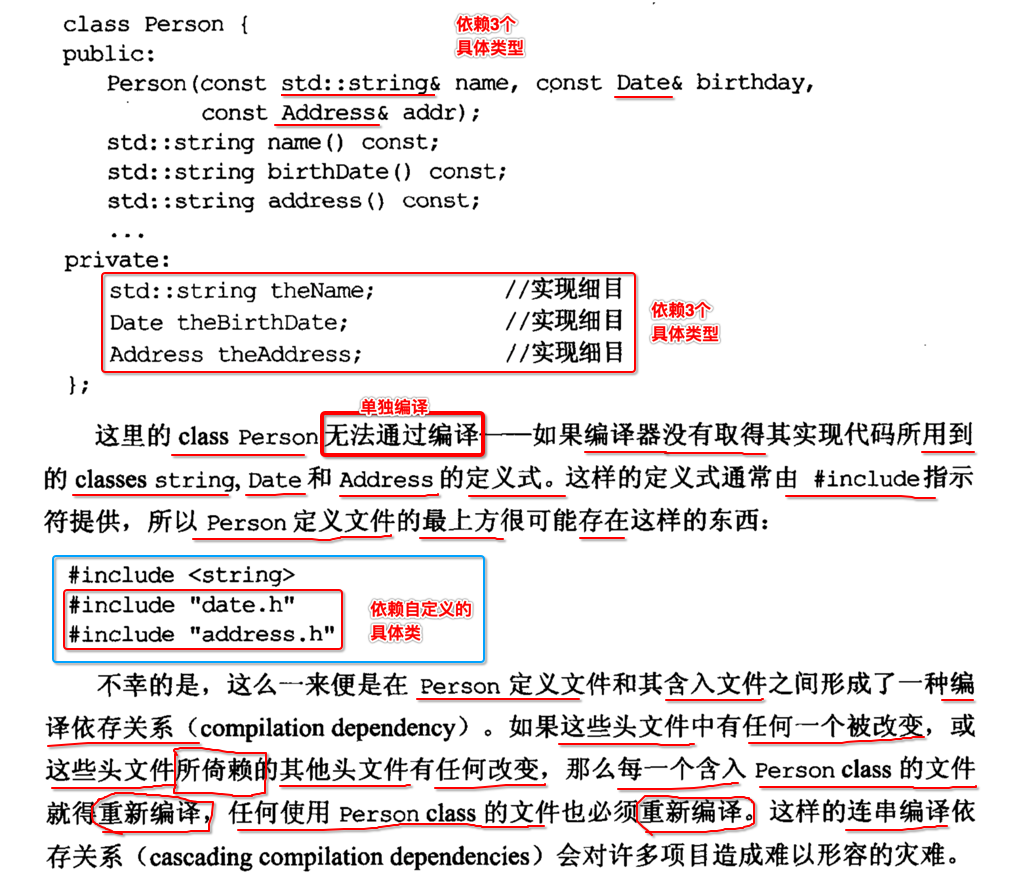 class Person {
依赖3个
具体类型
public:
Person(const std::string& name, const Date& birthday,
const Address& addr);
std::string name() const;
std::string birthDate() const;
std::string address() const;
...
private:
std::string theName; //实现细目
Date theBirthDate; //实现细目
Address theAddress; //实现细目
依赖3个
具体类型
};
单独编译
这里的 class Person 无法通过编译——如果编译器没有取得其实现代码所用到
的 classes string, Date 和 Address 的定义式。这样的定义式通常由 #include 指示
符提供，所以 Person 定义文件的最上方很可能存在这样的东西：
#include <string>
#include "date.h"
#include "address.h"
依赖自定义的
具体类
不幸的是，这么一来便是在 Person 定义文件和其含入文件之间形成了一种编
译依存关系（compilation dependency）。如果这些头文件中有任何一个被改变，或
这些头文件所倚赖的其他头文件有任何改变，那么每一个含入 Person class 的文件
就得重新编译，任何使用 Person class 的文件也必须重新编译。这样的连串编译依
存关系（cascading compilation dependencies）会对许多项目造成难以形容的灾难。